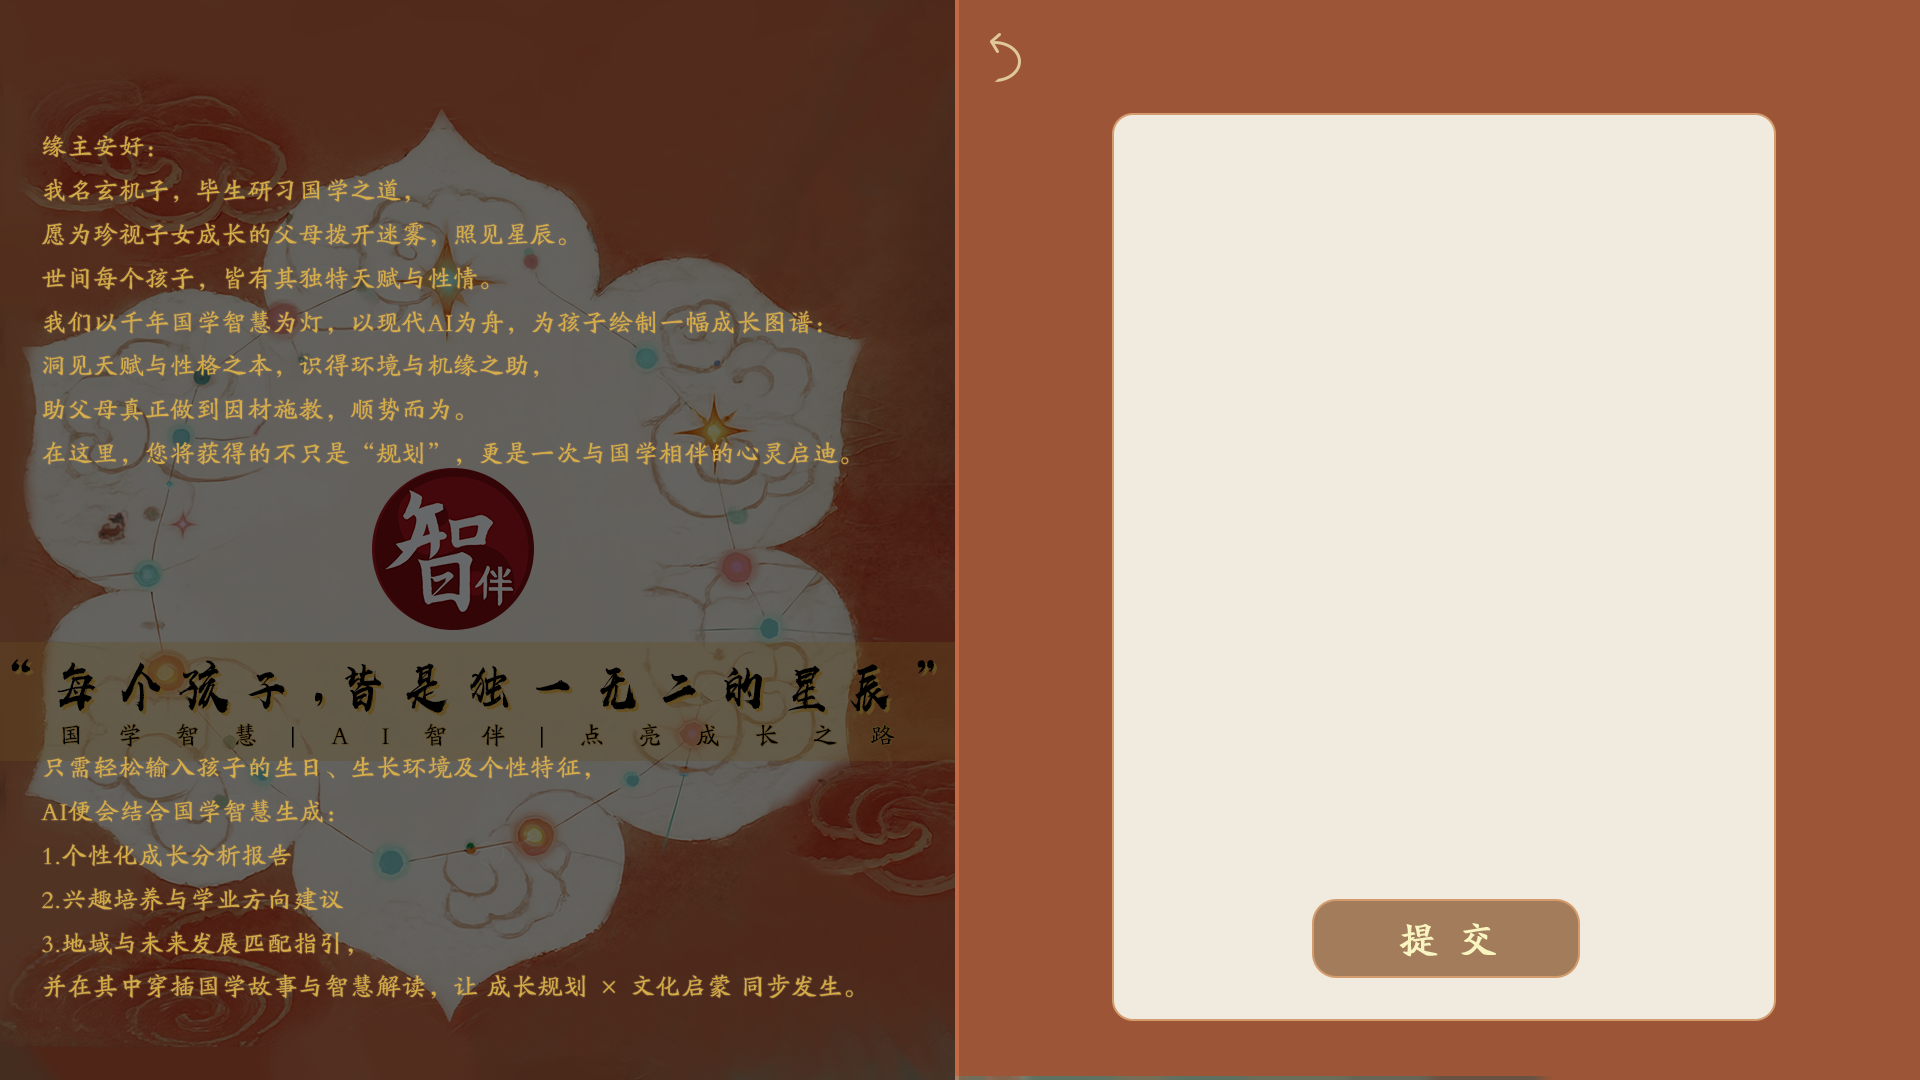 缘主安好：
我名玄机子，毕生研习国学之道，
愿为珍视子女成长的父母拨开迷雾，照见星辰。
世间每个孩子，皆有其独特天赋与性情。
我们以千年国学智慧为灯，以现代AI为舟，为孩子绘制一幅成长图谱：
洞见天赋与性格之本，识得环境与机缘之助，
助父母真正做到因材施教，顺势而为。
在这里，您将获得的不只是“规划”，更是一次与国学相伴的心灵启迪。
智伴
“每个孩子，皆是独一无二的星辰”
国学智慧|AI智伴|点亮成长之路
只需轻松输入孩子的生日、生长环境及个性特征，
AI便会结合国学智慧生成：
1.个性化成长分析报告
2.兴趣培养与学业方向建议
3.地域与未来发展匹配指引，
并在其中穿插国学故事与智慧解读，让 成长规划 × 文化启蒙 同步发生。
提交